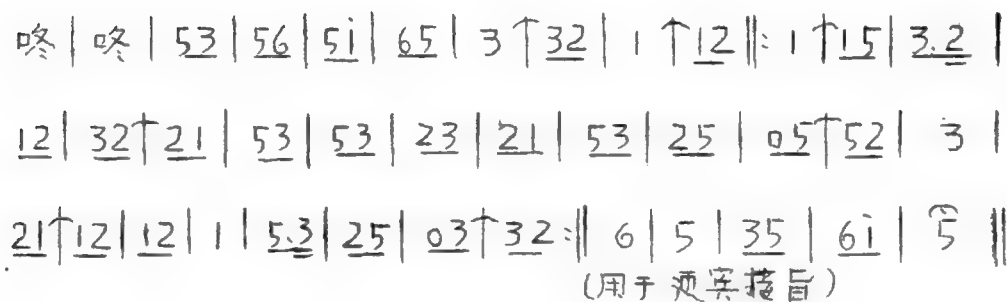 咚 | 咚 | 53 | 56 | 5i | 65 | 3 ↑ 32 | 1 ↑ 12 ‖: 1 ↑ 15 | 3.2 |
12 | 32 ↑ 21 | 53 | 53 | 23 | 21 | 53 | 25 | 05 ↑ 52 | 3 |
21 ↑ 12 | 12 | 1 | 5.3 | 25 | 03 ↑ 32 :‖ 6 | 5 | 35 | 6i | 5 ‖
(用于迎宾接旨)